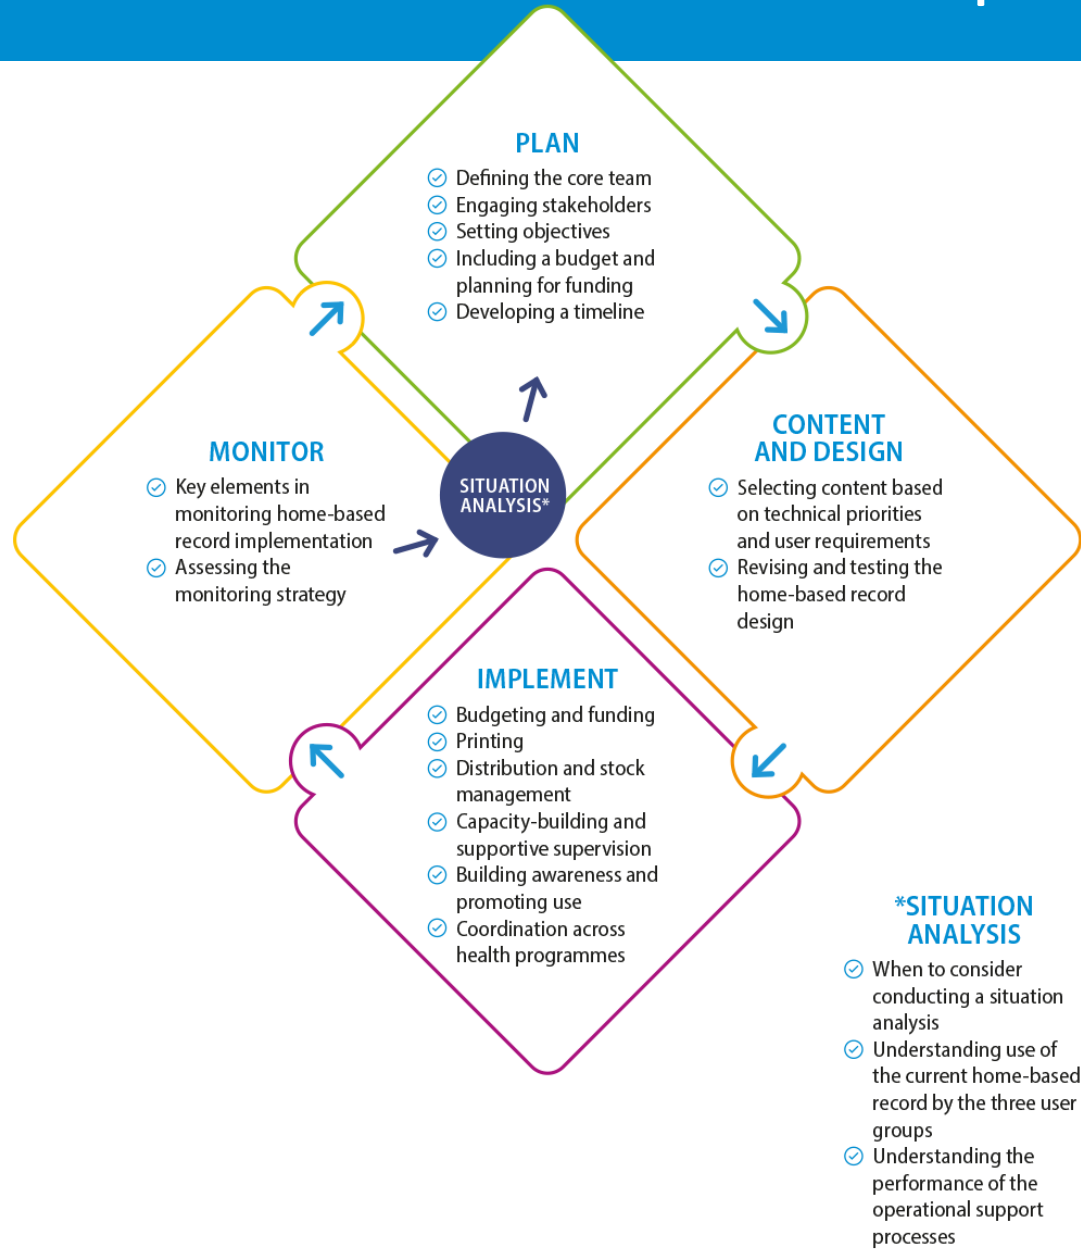 PLAN
Defining the core team
Engaging stakeholders
Setting objectives
Including a budget and
planning for funding
Developing a timeline
MONITOR
Key elements in
monitoring home-based
record implementation
Assessing the
monitoring strategy
SITUATION
ANALYSIS*
CONTENT
AND DESIGN
Selecting content based
on technical priorities
and user requirements
Revising and testing the
home-based record
design
IMPLEMENT
Budgeting and funding
Printing
Distribution and stock
management
Capacity-building and
supportive supervision
Building awareness and
promoting use
Coordination across
health programmes
*SITUATION
ANALYSIS
When to consider
conducting a situation
analysis
Understanding use of
the current home-based
record by the three user
groups
Understanding the
performance of the
operational support
processes